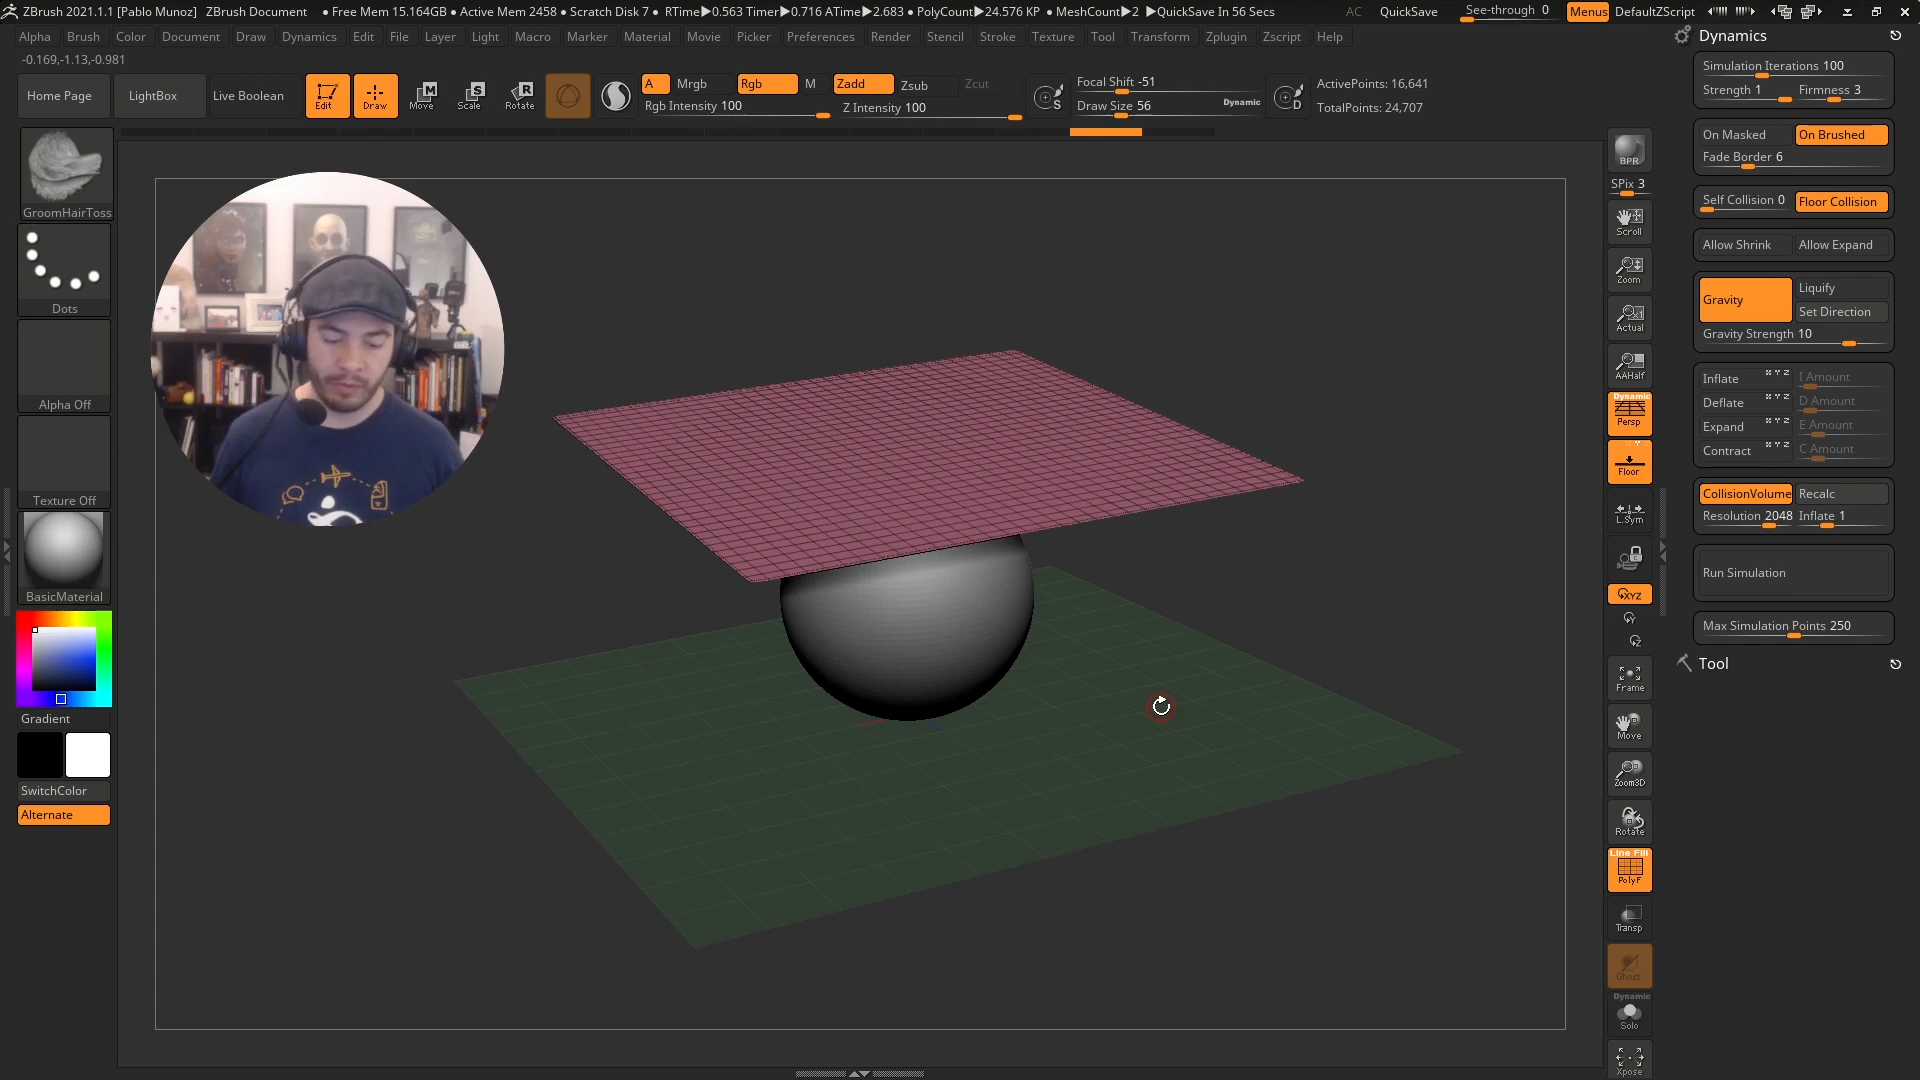 ZBrush 2021.1.1 [Pablo Munoz] ZBrush Document • Free Mem 15.164GB • Active Mem 2458 • Scratch Disk 7 • RTime▶0.563 Timer▶0.716 ATime▶2.683 • PolyCount▶24.576 KP • MeshCount▶2 ▶QuickSave In 56 Secs AC QuickSave See-through 0 Menus DefaultZScript
Alpha Brush Color Document Draw Dynamics Edit File Layer Light Macro Marker Material Movie Picker Preferences Render Stencil Stroke Texture Tool Transform Zplugin Zscript Help
-0.169,-1.13,-0.981
Home Page LightBox Live Boolean Edit Draw Move Scale Rotate
A Mrgb Rgb M Zadd Zsub Zcut
Rgb Intensity 100 Z Intensity 100
Focal Shift -51
Draw Size 56 Dynamic
ActivePoints: 16,641
TotalPoints: 24,707
GroomHairToss
Dots
Alpha Off
Texture Off
BasicMaterial
Gradient
SwitchColor
Alternate
BPR
SPix 3
Scroll
Zoom
Actual
AAHalf
Dynamic
Persp
Floor
L.Sym
XYZ
Y
Z
Frame
Move
Zoom3D
Rotate
Line Fill
PolyF
Transp
Ghost
Dynamic
Solo
Xpose
Dynamics
Simulation Iterations 100
Strength 1 Firmness 3
On Masked On Brushed
Fade Border 6
Self Collision 0 Floor Collision
Allow Shrink Allow Expand
Gravity Liquify
Set Direction
Gravity Strength 10
Inflate X Y Z I Amount
Deflate X Y Z D Amount
Expand X Y Z E Amount
Contract X Y Z C Amount
CollisionVolume Recalc
Resolution 2048 Inflate 1
Run Simulation
Max Simulation Points 250
Tool